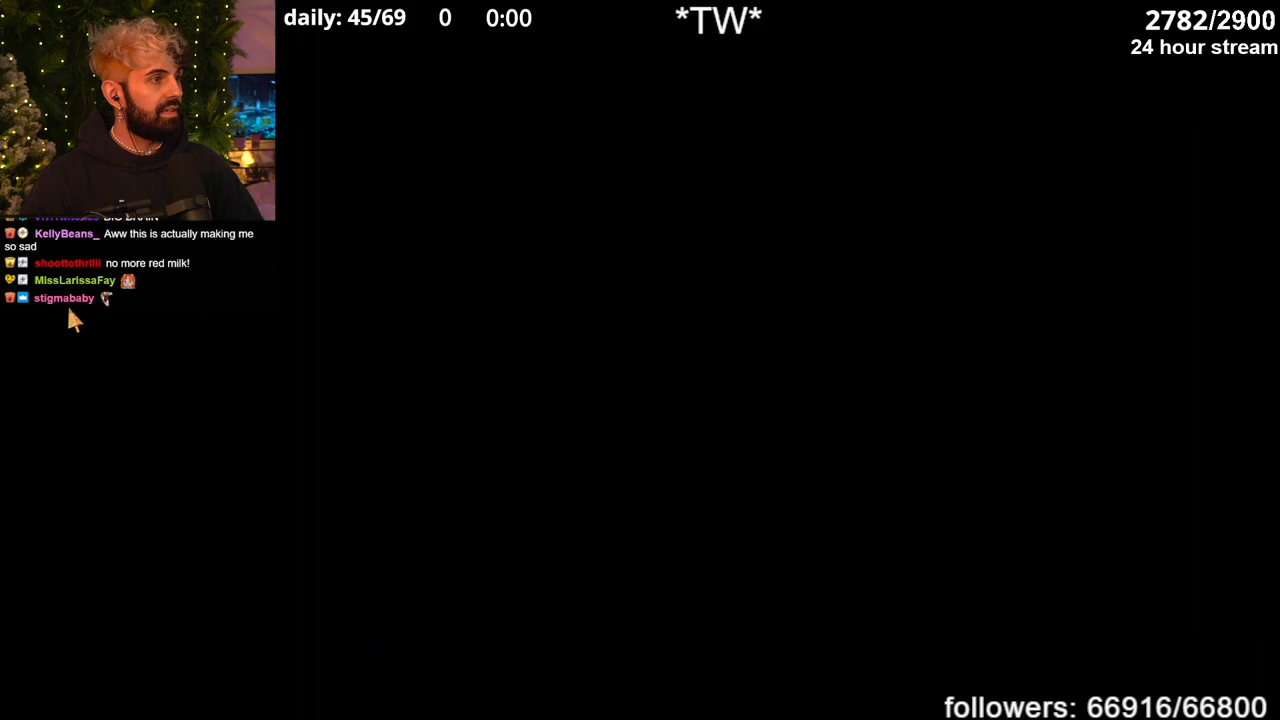 daily: 45/69 0 0:00 *TW* 2782/2900
24 hour stream
KellyBeans_ Aww this is actually making me
so sad
shoottothrillll no more red milk!
MissLarissaFay
stigmababy
followers: 66916/66800